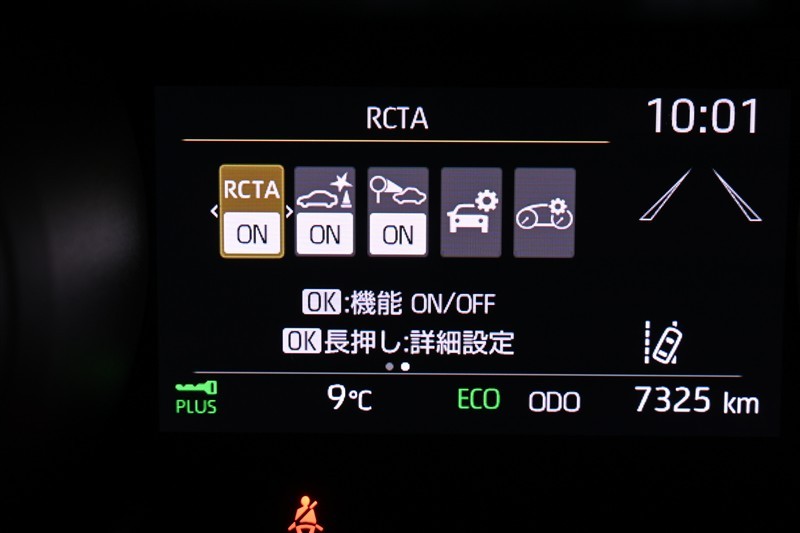 RCTA
10:01
RCTA
ON
ON
ON
OK:機能 ON/OFF
OK長押し:詳細設定
PLUS
9℃
ECO
ODO
7325 km